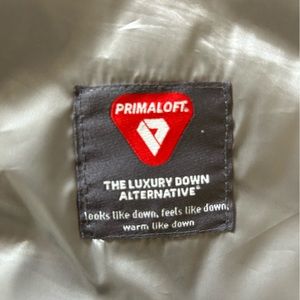 PRIMALOFT®
THE LUXURY DOWN
ALTERNATIVE®
looks like down, feels like down,
warm like down